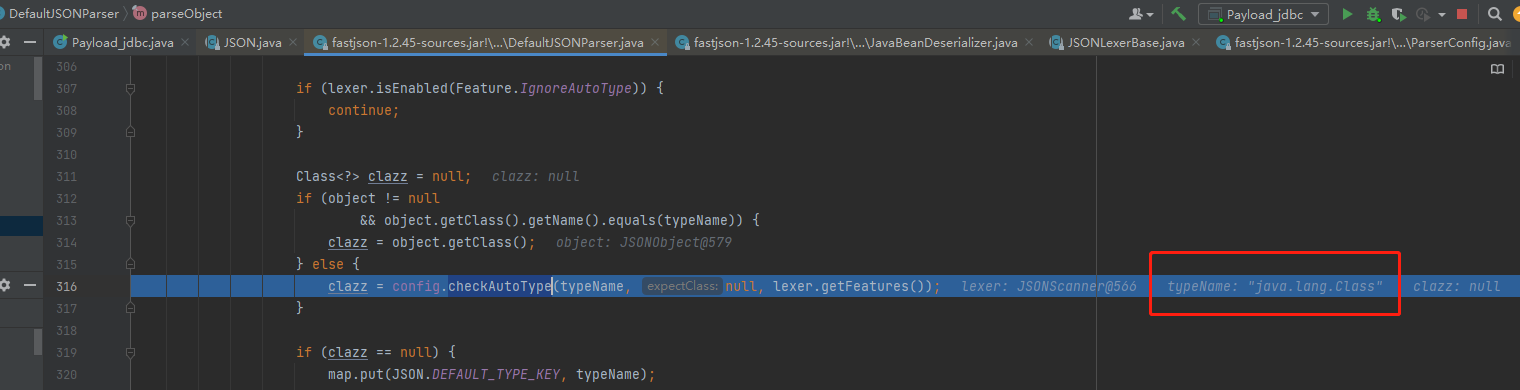 DefaultJSONParser parseObject Payload_jdbc
Payload_jdbc.java JSON.java fastjson-1.2.45-sources.jar!\...\DefaultJSONParser.java fastjson-1.2.45-sources.jar!\...\JavaBeanDeserializer.java JSONLexerBase.java fastjson-1.2.45-sources.jar!\...\ParserConfig.java
on
306
307 if (lexer.isEnabled(Feature.IgnoreAutoType)) {
308 continue;
309 }
310
311 Class<?> clazz = null; clazz: null
312 if (object != null
313 && object.getClass().getName().equals(typeName)) {
314 clazz = object.getClass(); object: JSONObject@579
315 } else {
316 clazz = config.checkAutoType(typeName, expectClass: null, lexer.getFeatures()); lexer: JSONScanner@566 typeName: "java.lang.Class" clazz: null
317 }
318
319 if (clazz == null) {
320 map.put(JSON.DEFAULT_TYPE_KEY, typeName);